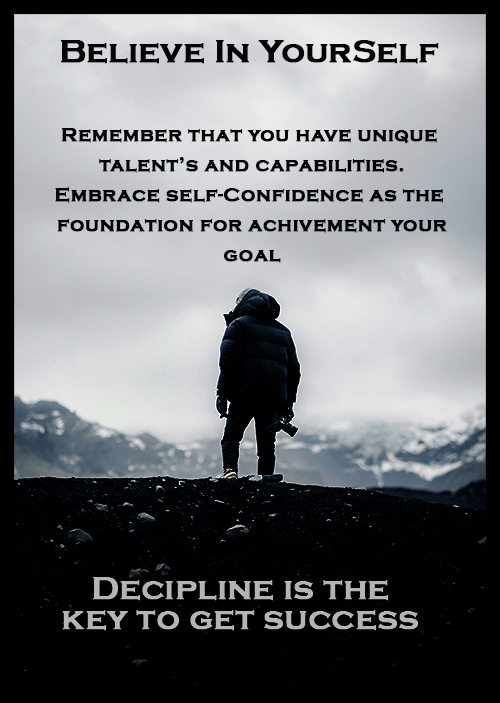 Believe In YourSelf
Remember that you have unique
talent's and capabilities.
Embrace self-Confidence as the
foundation for achivement your
goal
Decipline is the
key to get success